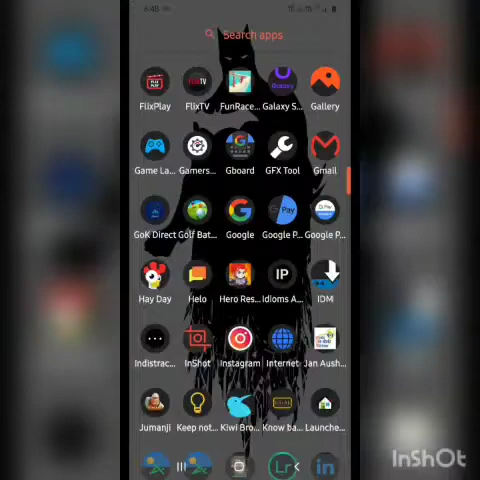 Search apps
FlixPlay FlixTV FunRace... Galaxy S... Gallery
Game La... Gamers... Gboard GFX Tool Gmail
GoK Direct Golf Bat... Google Google P... Google P...
Hay Day Helo Hero Res... Idioms A... IDM
Indistrac... InShot Instagram Internet Jan Aush...
Jumanji Keep not... Kiwi Bro... Know ba... Launche...
InShOt